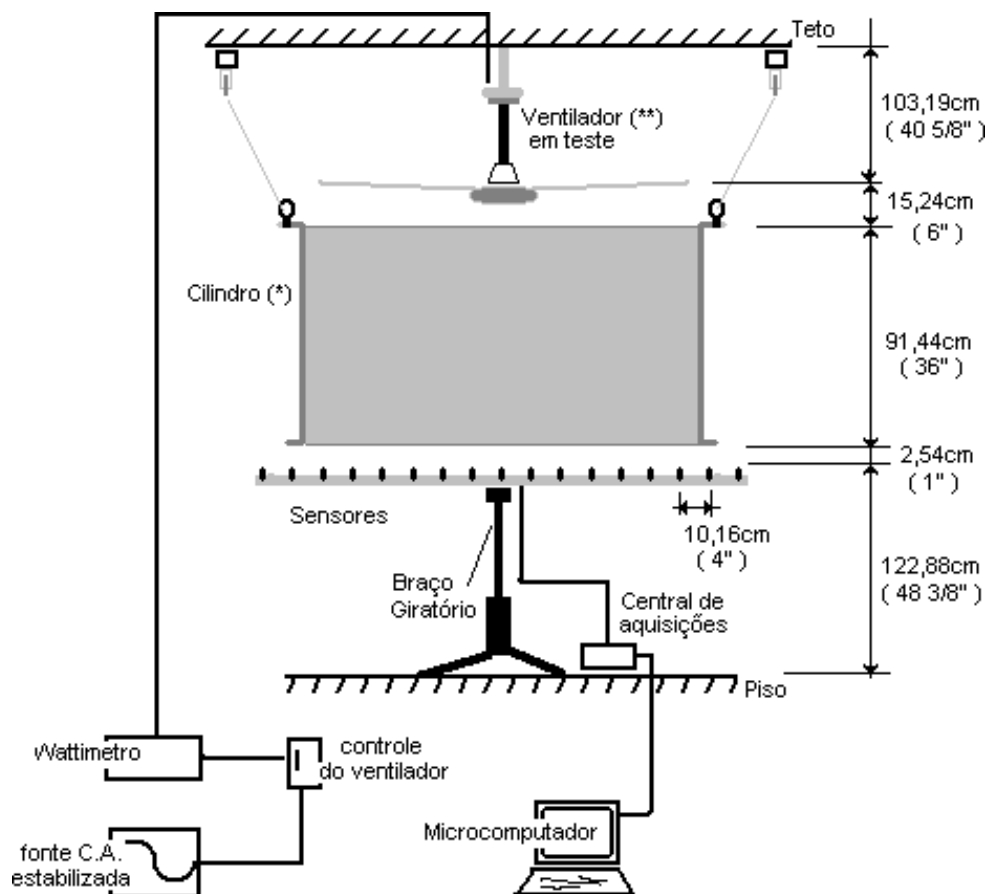 Teto
103,19cm
( 40 5/8" )
Ventilador (**)
em teste
15,24cm
( 6" )
Cilindro (*)
91,44cm
( 36" )
2,54cm
( 1" )
Sensores
10,16cm
( 4" )
122,88cm
( 48 3/8" )
Braço
Giratório
Central de
aquisições
Piso
Wattimetro
controle
do ventilador
Microcomputador
fonte C.A.
estabilizada